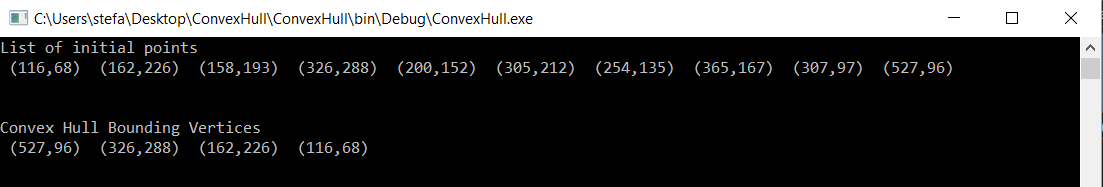 C:\Users\stefa\Desktop\ConvexHull\ConvexHull\bin\Debug\ConvexHull.exe
List of initial points
(116,68) (162,226) (158,193) (326,288) (200,152) (305,212) (254,135) (365,167) (307,97) (527,96)
Convex Hull Bounding Vertices
(527,96) (326,288) (162,226) (116,68)